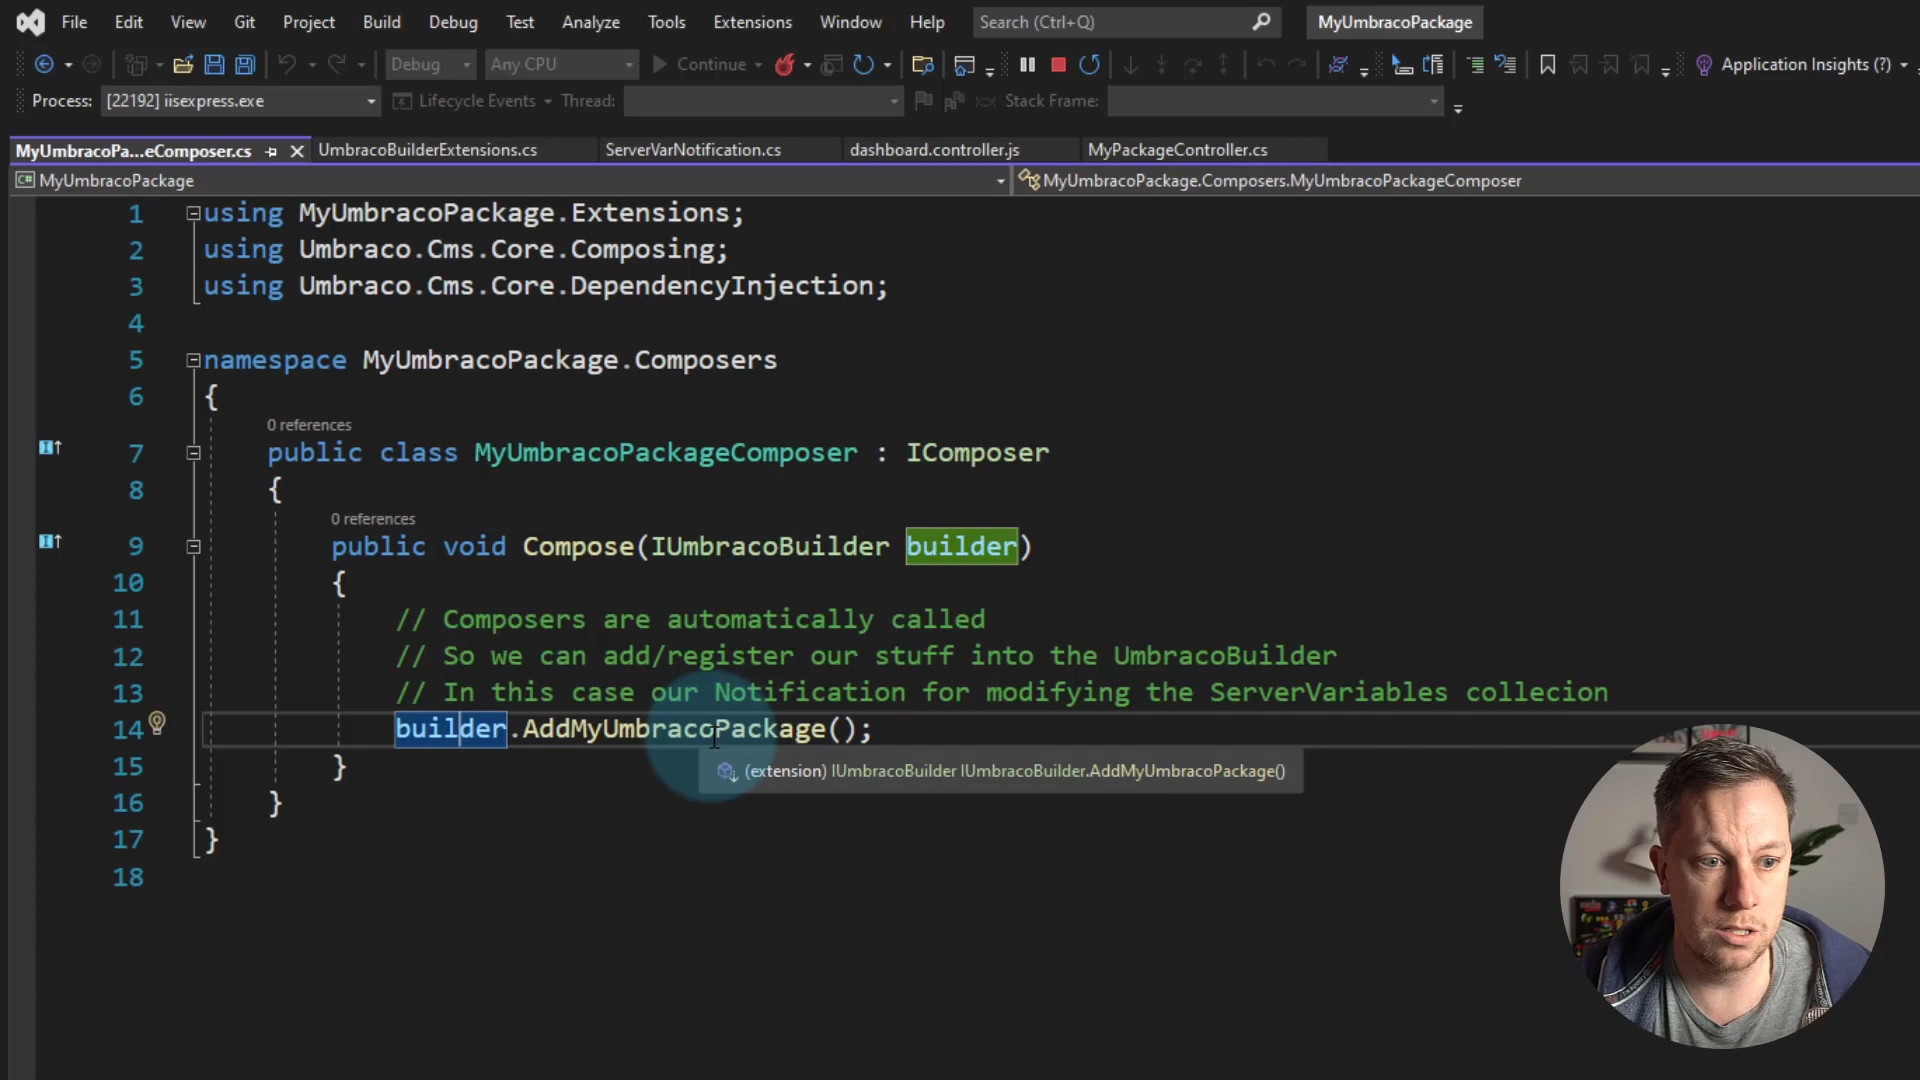 File Edit View Git Project Build Debug Test Analyze Tools Extensions Window Help Search (Ctrl+Q) MyUmbracoPackage
Debug Any CPU Continue Application Insights (?)
Process: [22192] iisexpress.exe Lifecycle Events Thread: Stack Frame:
MyUmbracoPa...eComposer.cs UmbracoBuilderExtensions.cs ServerVarNotification.cs dashboard.controller.js MyPackageController.cs
C# MyUmbracoPackage MyUmbracoPackage.Composers.MyUmbracoPackageComposer
1 using MyUmbracoPackage.Extensions;
2 using Umbraco.Cms.Core.Composing;
3 using Umbraco.Cms.Core.DependencyInjection;
4
5 namespace MyUmbracoPackage.Composers
6 {
0 references
7 public class MyUmbracoPackageComposer : IComposer
8 {
0 references
9 public void Compose(IUmbracoBuilder builder)
10 {
11 // Composers are automatically called
12 // So we can add/register our stuff into the UmbracoBuilder
13 // In this case our Notification for modifying the ServerVariables collecion
14 builder.AddMyUmbracoPackage();
15 }
(extension) IUmbracoBuilder IUmbracoBuilder.AddMyUmbracoPackage()
16 }
17 }
18